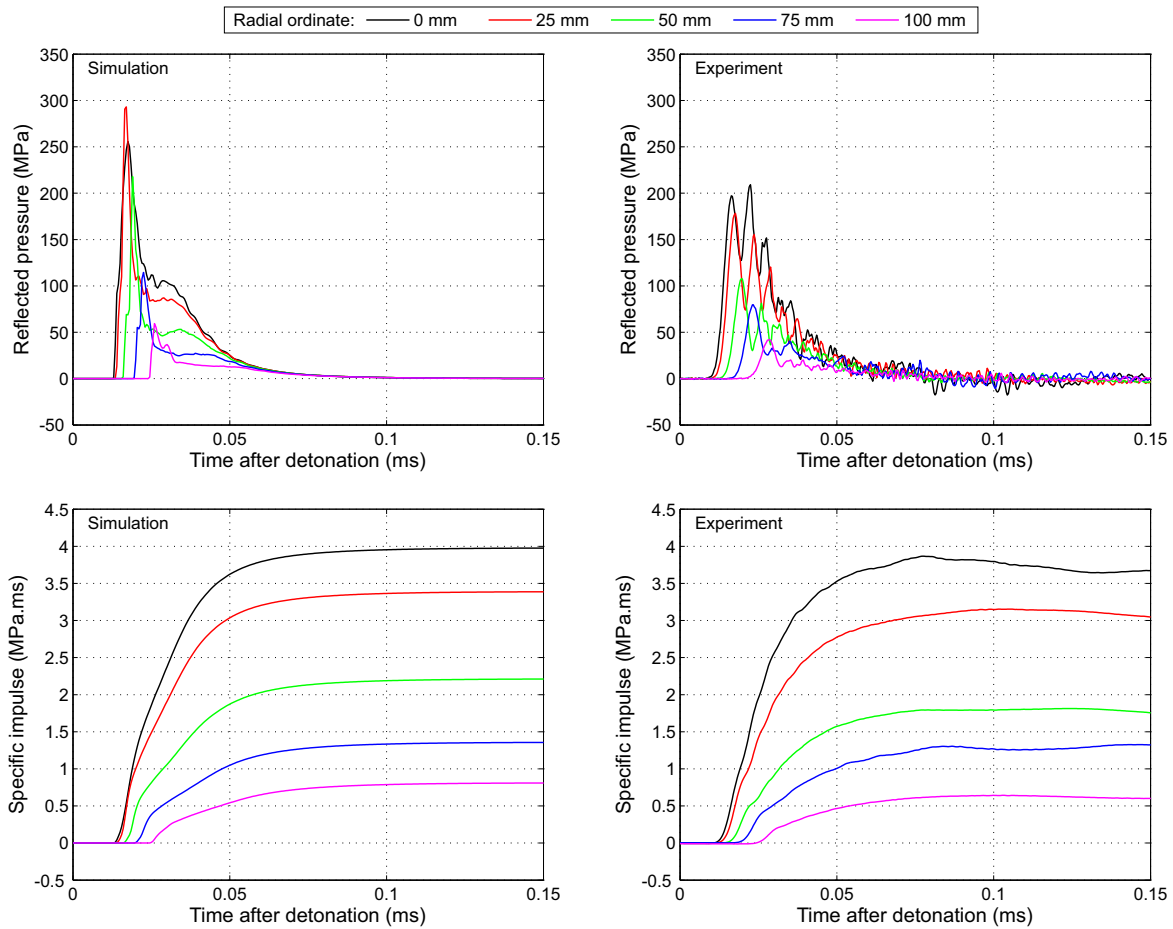 Radial ordinate: 0 mm 25 mm 50 mm 75 mm 100 mm
Simulation
Reflected pressure (MPa)
350
300
250
200
150
100
50
0
-50
0 0.05 0.1 0.15
Time after detonation (ms)
Experiment
Reflected pressure (MPa)
350
300
250
200
150
100
50
0
-50
0 0.05 0.1 0.15
Time after detonation (ms)
Simulation
Specific impulse (MPa.ms)
4.5
4
3.5
3
2.5
2
1.5
1
0.5
0
-0.5
0 0.05 0.1 0.15
Time after detonation (ms)
Experiment
Specific impulse (MPa.ms)
4.5
4
3.5
3
2.5
2
1.5
1
0.5
0
-0.5
0 0.05 0.1 0.15
Time after detonation (ms)